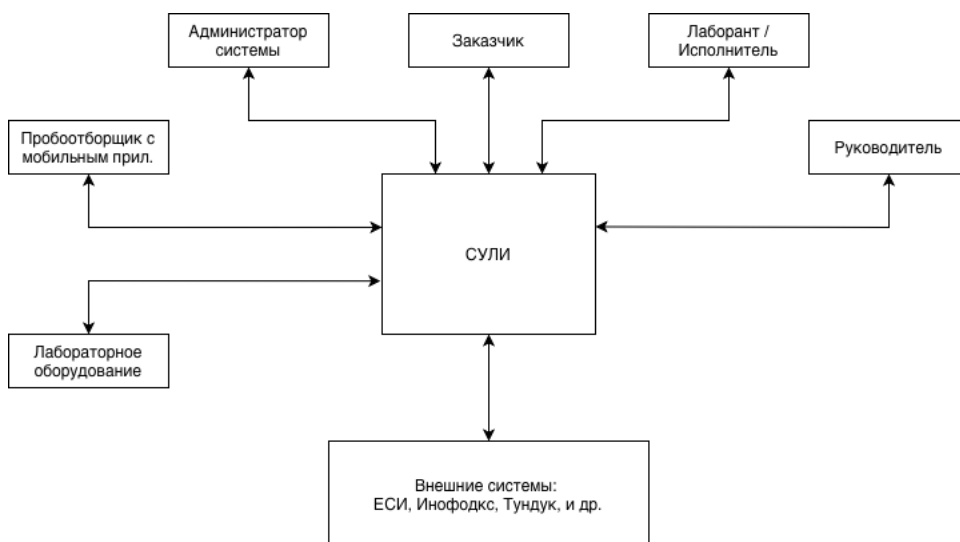 Администратор
системы
Заказчик
Лаборант /
Исполнитель
Пробоотборщик с
мобильным прил.
Руководитель
СУЛИ
Лабораторное
оборудование
Внешние системы:
ЕСИ, Инофодкс, Тундук, и др.